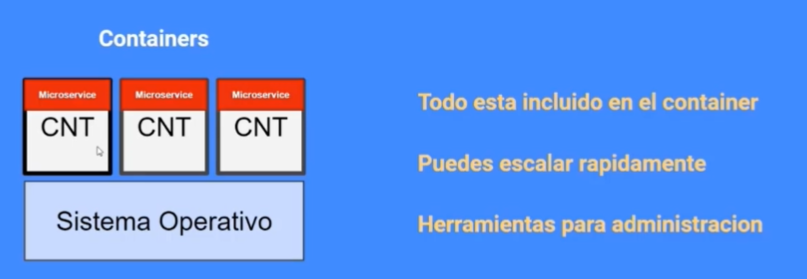 Containers
Microservice Microservice Microservice
CNT CNT CNT
Sistema Operativo
Todo esta incluido en el container
Puedes escalar rapidamente
Herramientas para administracion